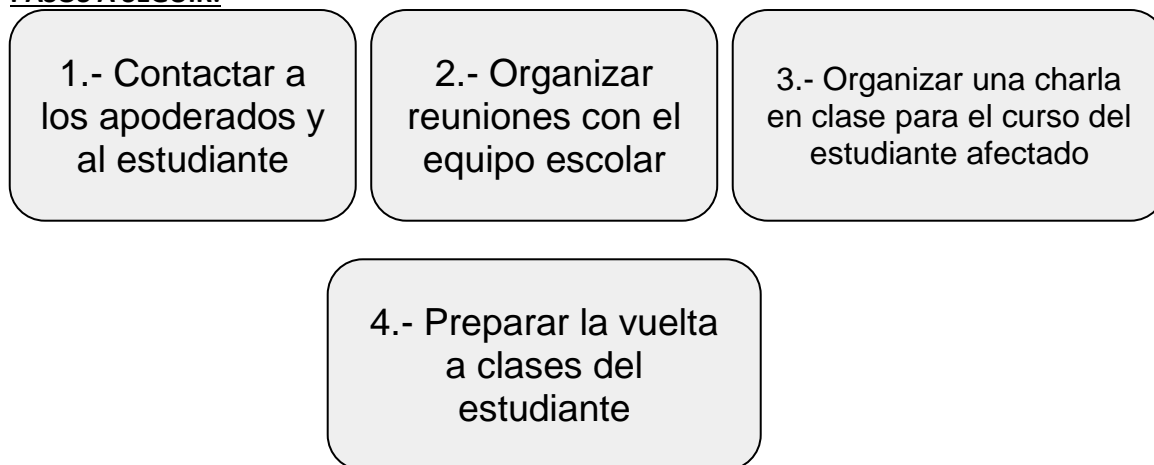 1.- Contactar a
los apoderados y
al estudiante
2.- Organizar
reuniones con el
equipo escolar
3.- Organizar una charla
en clase para el curso del
estudiante afectado
4.- Preparar la vuelta
a clases del
estudiante